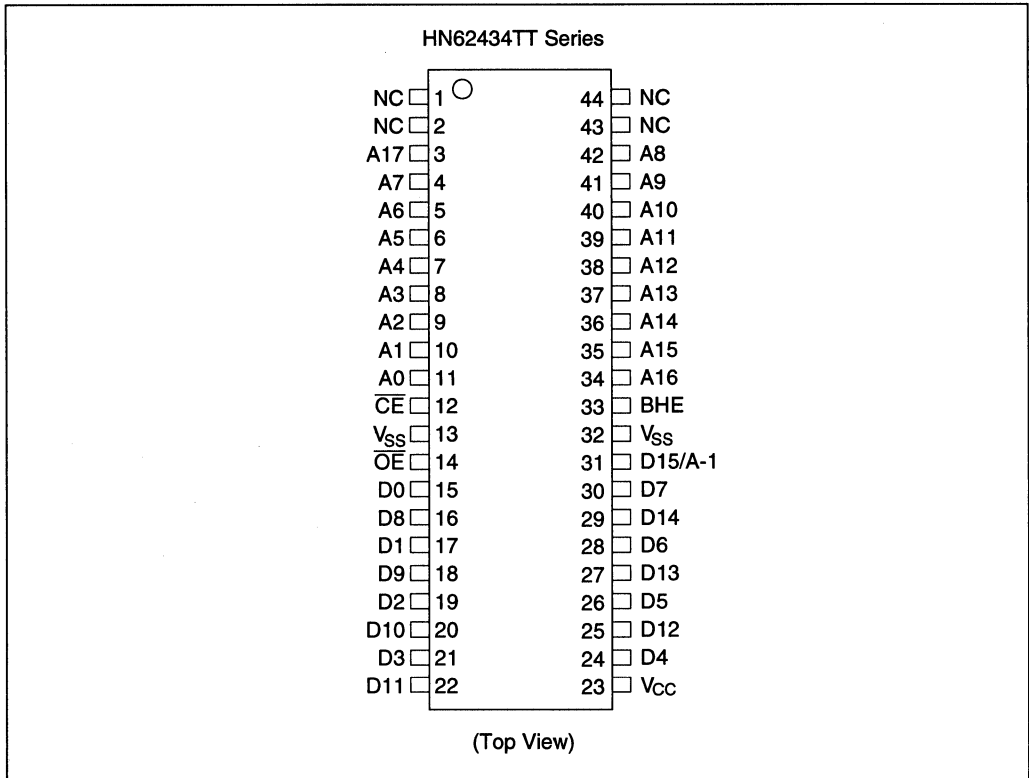 HN62434TT Series
NC 1 44 NC
NC 2 43 NC
A17 3 42 A8
A7 4 41 A9
A6 5 40 A10
A5 6 39 A11
A4 7 38 A12
A3 8 37 A13
A2 9 36 A14
A1 10 35 A15
A0 11 34 A16
C̅E̅ 12 33 BHE
VSS 13 32 VSS
O̅E̅ 14 31 D15/A-1
D0 15 30 D7
D8 16 29 D14
D1 17 28 D6
D9 18 27 D13
D2 19 26 D5
D10 20 25 D12
D3 21 24 D4
D11 22 23 VCC
(Top View)